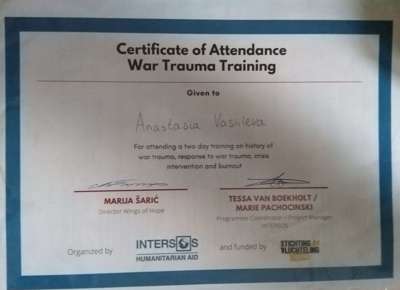 Certificate of Attendance
War Trauma Training
Given to
Anastasia Vasileva
For attending a two day training on history of
war trauma, response to war trauma, crisis
intervention and burnout
MARIJA ŠARIĆ
Director Wings of Hope
TESSA VAN BOEKHOLT /
MARIE PACHOCINSKI
Programme Coordinator / Project Manager
INTERSOS
Organized by
INTERSOS
HUMANITARIAN AID
and funded by
STICHTING
VLUCHTELING